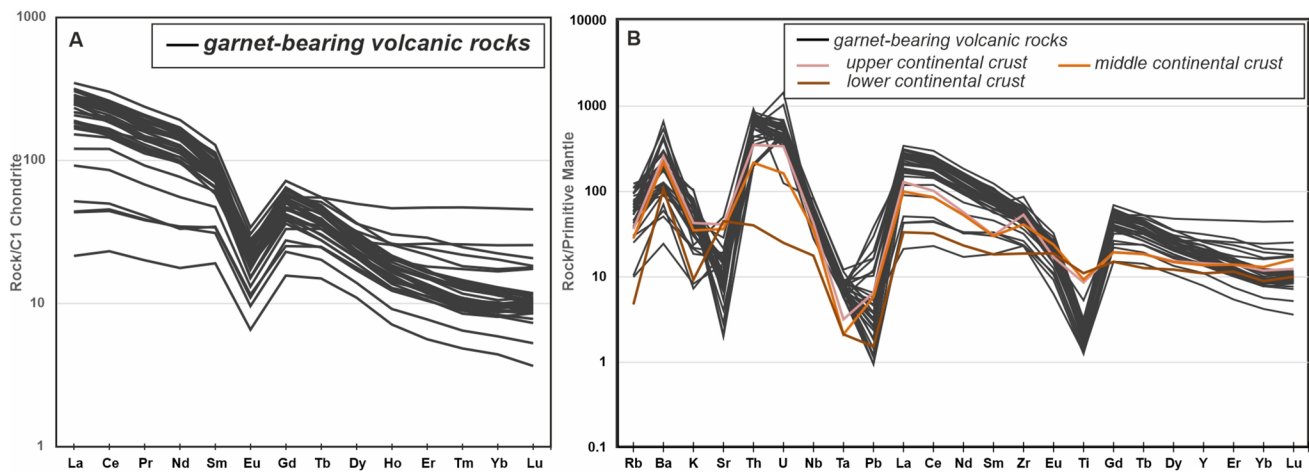 A
garnet-bearing volcanic rocks
1000
100
10
1
Rock/C1 Chondrite
La Ce Pr Nd Sm Eu Gd Tb Dy Ho Er Tm Yb Lu
B
garnet-bearing volcanic rocks
upper continental crust middle continental crust
lower continental crust
10000
1000
100
10
1
0.1
Rock/Primitive Mantle
Rb Ba K Sr Th U Nb Ta Pb La Ce Nd Sm Zr Eu Ti Gd Tb Dy Y Er Yb Lu